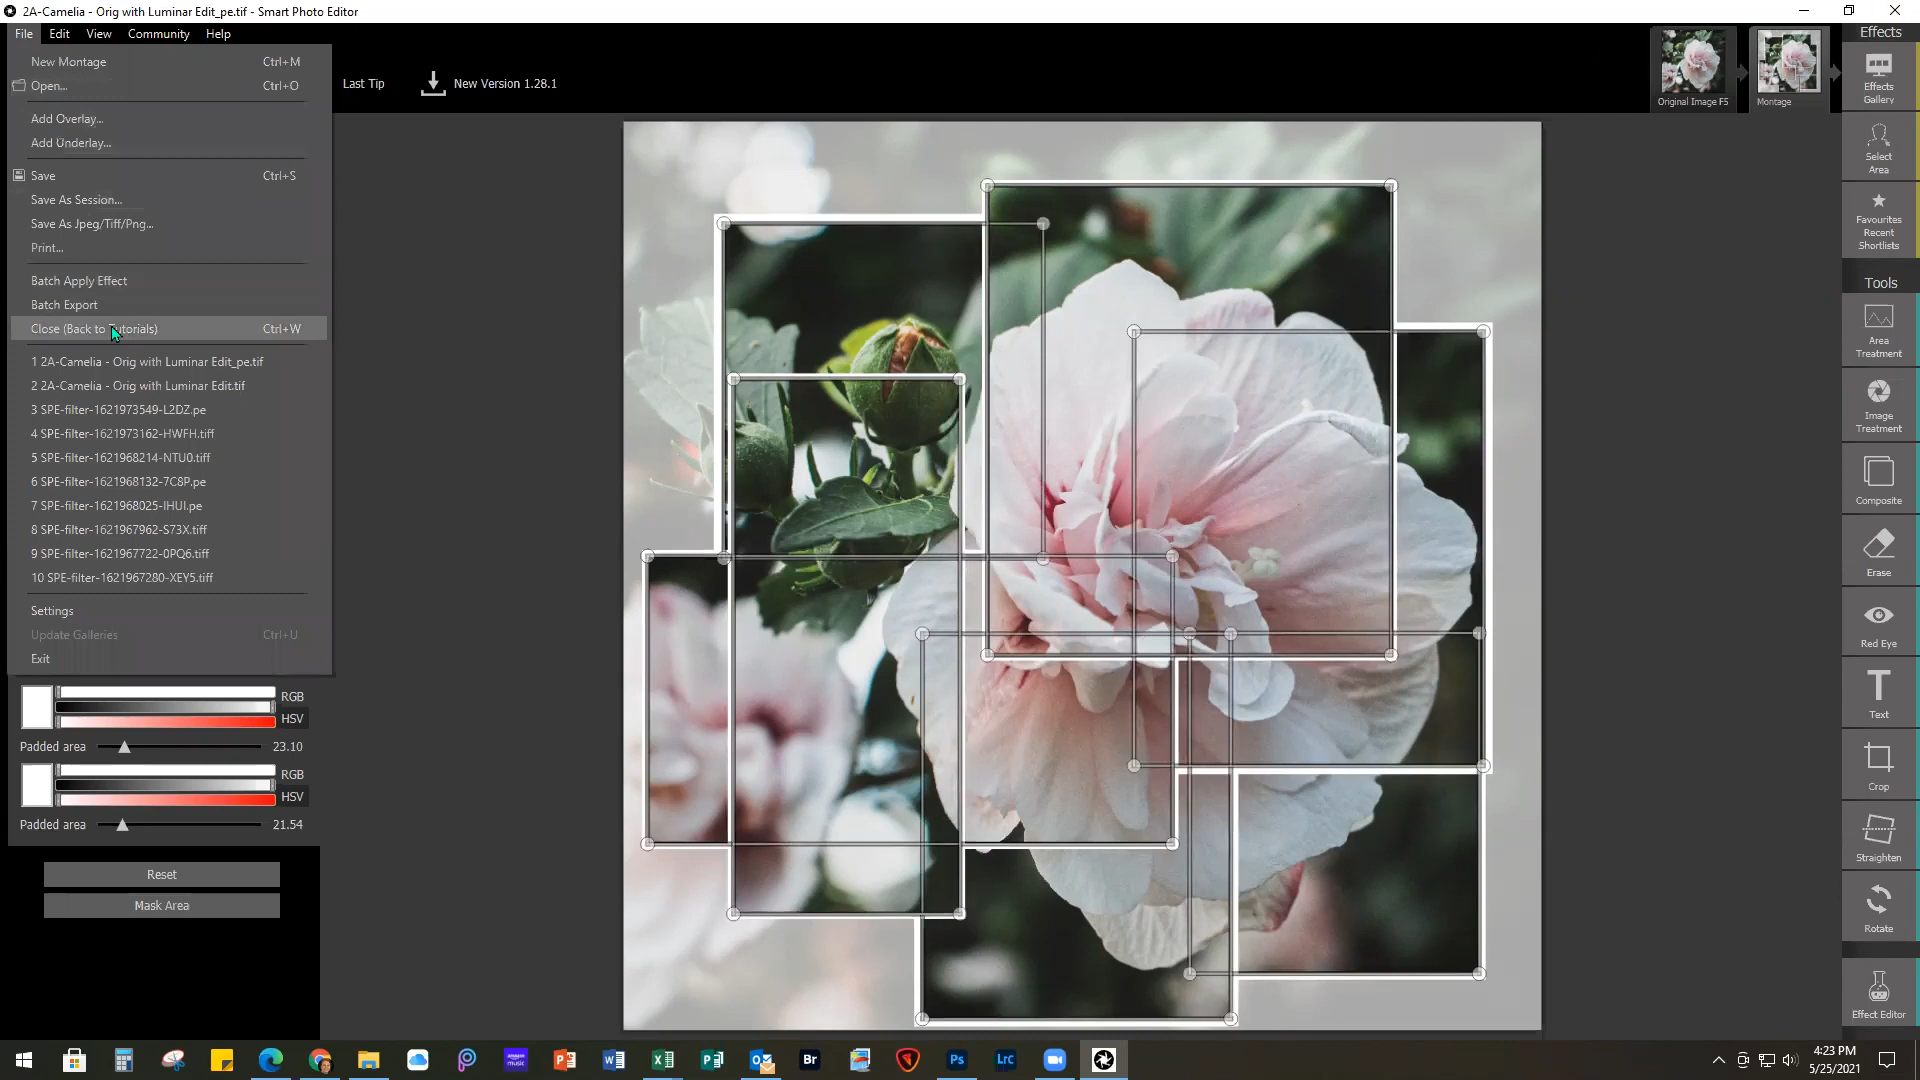 2A-Camelia - Orig with Luminar Edit_pe.tif - Smart Photo Editor
File Edit View Community Help
New Montage Ctrl+M
Open... Ctrl+O
Add Overlay...
Add Underlay...
Save Ctrl+S
Save As Session...
Save As Jpeg/Tiff/Png...
Print...
Batch Apply Effect
Batch Export
Close (Back to Tutorials) Ctrl+W
1 2A-Camelia - Orig with Luminar Edit_pe.tif
2 2A-Camelia - Orig with Luminar Edit.tif
3 SPE-filter-1621973549-L2DZ.pe
4 SPE-filter-1621973162-HWFH.tiff
5 SPE-filter-1621968214-NTU0.tiff
6 SPE-filter-1621968132-7C8P.pe
7 SPE-filter-1621968025-IHUI.pe
8 SPE-filter-1621967962-S73X.tiff
9 SPE-filter-1621967722-0PQ6.tiff
10 SPE-filter-1621967280-XEY5.tiff
Settings
Update Galleries Ctrl+U
Exit
Last Tip
New Version 1.28.1
Original Image F5
Montage
RGB
HSV
Padded area 23.10
RGB
HSV
Padded area 21.54
Reset
Mask Area
Effects
Effects
Gallery
Select
Area
Favourites
Recent
Shortlists
Tools
Area
Treatment
Image
Treatment
Composite
Erase
Red Eye
Text
Crop
Straighten
Rotate
Effect Editor
amazon
music
Br
Ps
Lrc
4:23 PM
5/25/2021